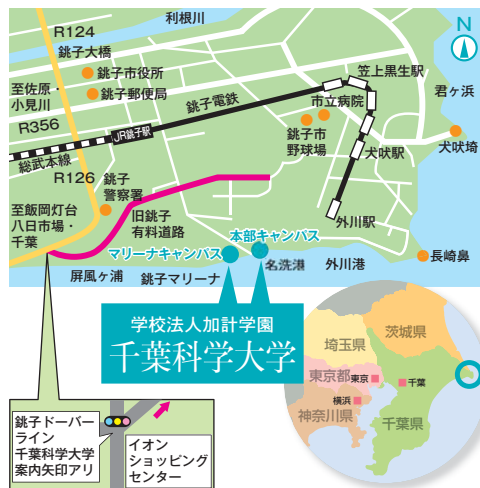 利根川
R124
N
銚子大橋
笠上黒生駅
銚子市役所
至佐原・
小見川
君ヶ浜
銚子郵便局
市立病院
銚子電鉄
R356
JR銚子駅
銚子市
野球場
犬吠埼
総武本線
犬吠駅
R126
銚子
警察署
至飯岡灯台
八日市場・
千葉
旧銚子
有料道路
外川駅
本部キャンパス
マリーナキャンパス
長崎鼻
名洗港
外川港
屏風ヶ浦
銚子マリーナ
学校法人加計学園
千葉科学大学
茨城県
埼玉県
東京都
東京
千葉
横浜
神奈川県
千葉県
銚子ドーバー
ライン
千葉科学大学
案内矢印アリ
イオン
ショッピング
センター